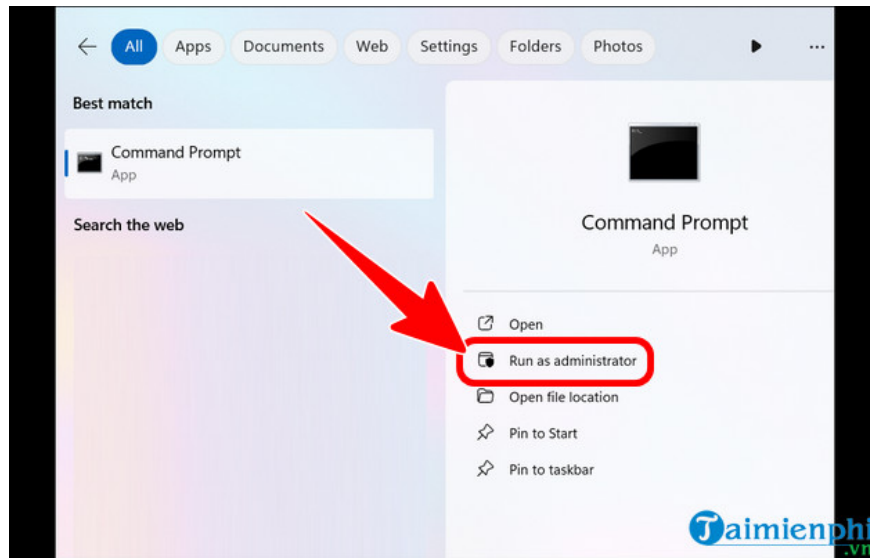 All Apps Documents Web Settings Folders Photos ...
Best match
Command Prompt
App
Search the web
Command Prompt
App
Open
Run as administrator
Open file location
Pin to Start
Pin to taskbar
Taimienphi
.vn